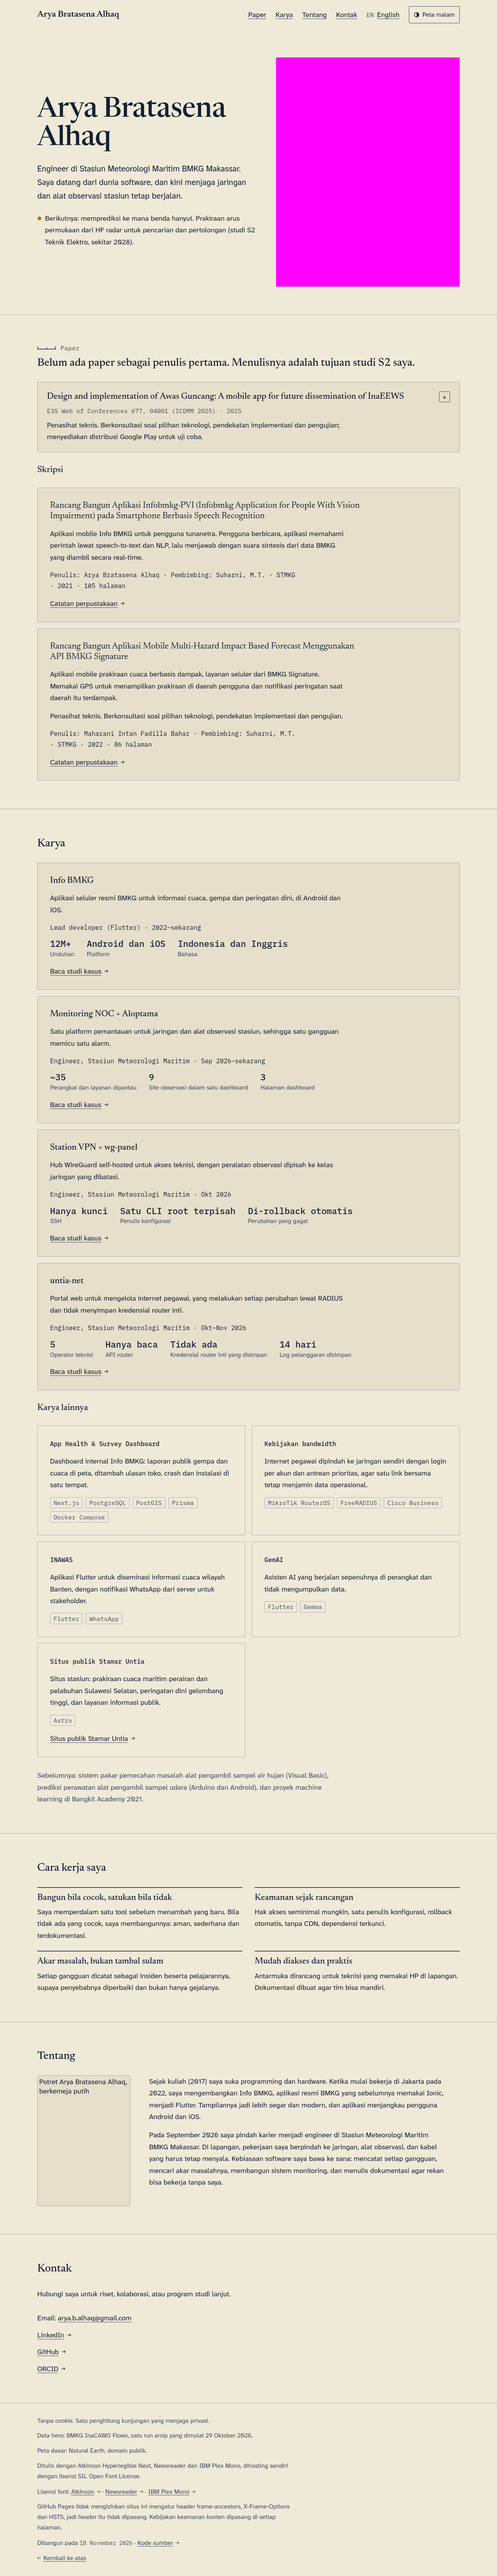 Arya Bratasena Alhaq
Paper Karya Tentang Kontak EN English Peta malam
Arya Bratasena
Alhaq
Engineer di Stasiun Meteorologi Maritim BMKG Makassar.
Saya datang dari dunia software, dan kini menjaga jaringan
dan alat observasi stasiun tetap berjalan.
Berikutnya: memprediksi ke mana benda hanyut. Prakiraan arus
permukaan dari HF radar untuk pencarian dan pertolongan (studi S2
Teknik Elektro, sekitar 2028).
Paper
Belum ada paper sebagai penulis pertama. Menulisnya adalah tujuan studi S2 saya.
Design and implementation of Awas Guncang: A mobile app for future dissemination of InaEEWS
+
E3S Web of Conferences 677, 04001 (ICOMM 2025) · 2025
Penasihat teknis. Berkonsultasi soal pilihan teknologi, pendekatan implementasi dan pengujian;
menyediakan distribusi Google Play untuk uji coba.
Skripsi
Rancang Bangun Aplikasi Infobmkg-PVI (Infobmkg Application for People With Vision
Impairment) pada Smartphone Berbasis Speech Recognition
Aplikasi mobile Info BMKG untuk pengguna tunanetra. Pengguna berbicara, aplikasi memahami
perintah lewat speech-to-text dan NLP, lalu menjawab dengan suara sintesis dari data BMKG
yang diambil secara real-time.
Penulis: Arya Bratasena Alhaq · Pembimbing: Suharni, M.T. · STMKG
· 2021 · 105 halaman
Catatan perpustakaan →
Rancang Bangun Aplikasi Mobile Multi-Hazard Impact Based Forecast Menggunakan
API BMKG Signature
Aplikasi mobile prakiraan cuaca berbasis dampak, layanan seluler dari BMKG Signature.
Memakai GPS untuk menampilkan prakiraan di daerah pengguna dan notifikasi peringatan saat
daerah itu terdampak.
Penasihat teknis. Berkonsultasi soal pilihan teknologi, pendekatan implementasi dan pengujian.
Penulis: Maharani Intan Fadilla Bahar · Pembimbing: Suharni, M.T.
· STMKG · 2022 · 86 halaman
Catatan perpustakaan →
Karya
Info BMKG
Aplikasi seluler resmi BMKG untuk informasi cuaca, gempa dan peringatan dini, di Android dan
iOS.
Lead developer (Flutter) · 2022–sekarang
12M+ Android dan iOS Indonesia dan Inggris
Unduhan Platform Bahasa
Baca studi kasus →
Monitoring NOC + Aloptama
Satu platform pemantauan untuk jaringan dan alat observasi stasiun, sehingga satu gangguan
memicu satu alarm.
Engineer, Stasiun Meteorologi Maritim · Sep 2026–sekarang
~35 9 3
Perangkat dan layanan dipantau Site observasi dalam satu dashboard Halaman dashboard
Baca studi kasus →
Station VPN + wg-panel
Hub WireGuard self-hosted untuk akses teknisi, dengan peralatan observasi dipisah ke kelas
jaringan yang dibatasi.
Engineer, Stasiun Meteorologi Maritim · Okt 2026
Hanya kunci Satu CLI root terpisah Di-rollback otomatis
SSH Penulis konfigurasi Perubahan yang gagal
Baca studi kasus →
untia-net
Portal web untuk mengelola internet pegawai, yang melakukan setiap perubahan lewat RADIUS
dan tidak menyimpan kredensial router inti.
Engineer, Stasiun Meteorologi Maritim · Okt–Nov 2026
5 Hanya baca Tidak ada 14 hari
Operator teknisi API router Kredensial router inti yang disimpan Log pelanggaran disimpan
Baca studi kasus →
Karya lainnya
App Health & Survey Dashboard
Dashboard internal Info BMKG: laporan publik gempa dan
cuaca di peta, ditambah ulasan toko, crash dan instalasi di
satu tempat.
Next.js PostgreSQL PostGIS Prisma
Docker Compose
Kebijakan bandwidth
Internet pegawai dipindah ke jaringan sendiri dengan login
per akun dan antrean prioritas, agar satu link bersama
tetap menjamin data operasional.
MikroTik RouterOS FreeRADIUS Cisco Business
INAWAS
Aplikasi Flutter untuk diseminasi informasi cuaca wilayah
Banten, dengan notifikasi WhatsApp dari server untuk
stakeholder.
Flutter WhatsApp
GemAI
Asisten AI yang berjalan sepenuhnya di perangkat dan
tidak mengumpulkan data.
Flutter Gemma
Situs publik Stamar Untia
Situs stasiun: prakiraan cuaca maritim perairan dan
pelabuhan Sulawesi Selatan, peringatan dini gelombang
tinggi, dan layanan informasi publik.
Astro
Situs publik Stamar Untia →
Sebelumnya: sistem pakar pemecahan masalah alat pengambil sampel air hujan (Visual Basic),
prediksi perawatan alat pengambil sampel udara (Arduino dan Android), dan proyek machine
learning di Bangkit Academy 2021.
Cara kerja saya
Bangun bila cocok, satukan bila tidak
Saya memperdalam satu tool sebelum menambah yang baru. Bila
tidak ada yang cocok, saya membangunnya: aman, sederhana dan
terdokumentasi.
Keamanan sejak rancangan
Hak akses seminimal mungkin, satu penulis konfigurasi, rollback
otomatis, tanpa CDN, dependensi terkunci.
Akar masalah, bukan tambal sulam
Setiap gangguan dicatat sebagai insiden beserta pelajarannya,
supaya penyebabnya diperbaiki dan bukan hanya gejalanya.
Mudah diakses dan praktis
Antarmuka dirancang untuk teknisi yang memakai HP di lapangan.
Dokumentasi dibuat agar tim bisa mandiri.
Tentang
Potret Arya Bratasena Alhaq,
berkemeja putih
Sejak kuliah (2017) saya suka programming dan hardware. Ketika mulai bekerja di Jakarta pada
2022, saya mengembangkan Info BMKG, aplikasi resmi BMKG yang sebelumnya memakai Ionic,
menjadi Flutter. Tampilannya jadi lebih segar dan modern, dan aplikasi menjangkau pengguna
Android dan iOS.
Pada September 2026 saya pindah karier menjadi engineer di Stasiun Meteorologi Maritim
BMKG Makassar. Di lapangan, pekerjaan saya berpindah ke jaringan, alat observasi, dan kabel
yang harus tetap menyala. Kebiasaan software saya bawa ke sana: mencatat setiap gangguan,
mencari akar masalahnya, membangun sistem monitoring, dan menulis dokumentasi agar rekan
bisa bekerja tanpa saya.
Kontak
Hubungi saya untuk riset, kolaborasi, atau program studi lanjut.
Email: arya.b.alhaq@gmail.com
LinkedIn →
GitHub →
ORCID →
Tanpa cookie. Satu penghitung kunjungan yang menjaga privasi.
Data hero: BMKG InaCAWO Flows, satu run arsip yang dimulai 29 Oktober 2026.
Peta dasar: Natural Earth, domain publik.
Ditulis dengan Atkinson Hyperlegible Next, Newsreader dan IBM Plex Mono, dihosting sendiri
dengan lisensi SIL Open Font License.
Lisensi font: Atkinson → · Newsreader → · IBM Plex Mono →
GitHub Pages tidak mengizinkan situs ini mengatur header frame-ancestors, X-Frame-Options
dan HSTS, jadi header itu tidak dipasang. Kebijakan keamanan konten dipasang di setiap
halaman.
Dibangun pada 10 November 2026 · Kode sumber →
← Kembali ke atas